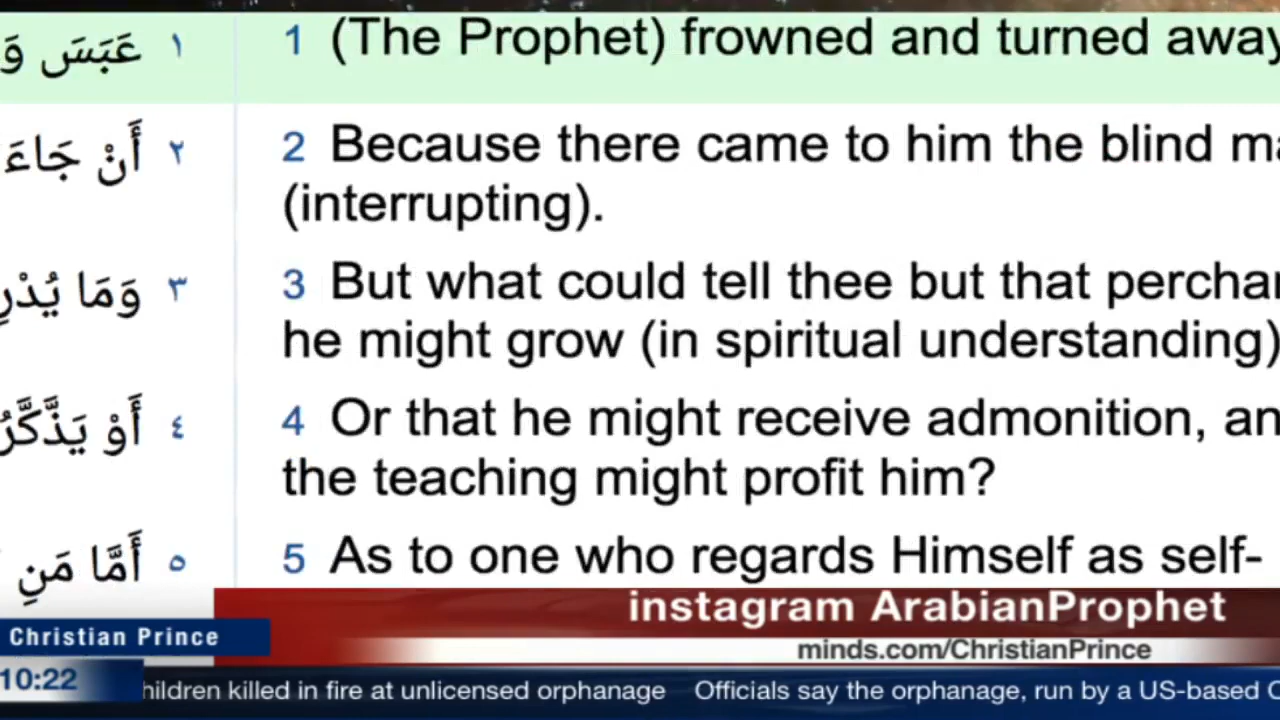 عَبَسَ وَ ١
1 (The Prophet) frowned and turned away
أَنْ جَاءَ ٢
2 Because there came to him the blind
(interrupting).
وَمَا ٣
3 But what could tell thee but that
he might grow (in spiritual understanding)
أَوْ يَذَّكَّرُ ٤
4 Or that he might receive admonition,
the teaching might profit him?
أَمَّا مَنِ ٥
5 As to one who regards Himself as self-
instagram ArabianProphet
Christian Prince
minds.com/ChristianPrince
10:22
killed in fire at unlicensed orphanage Officials say the orphanage, run by a US-based